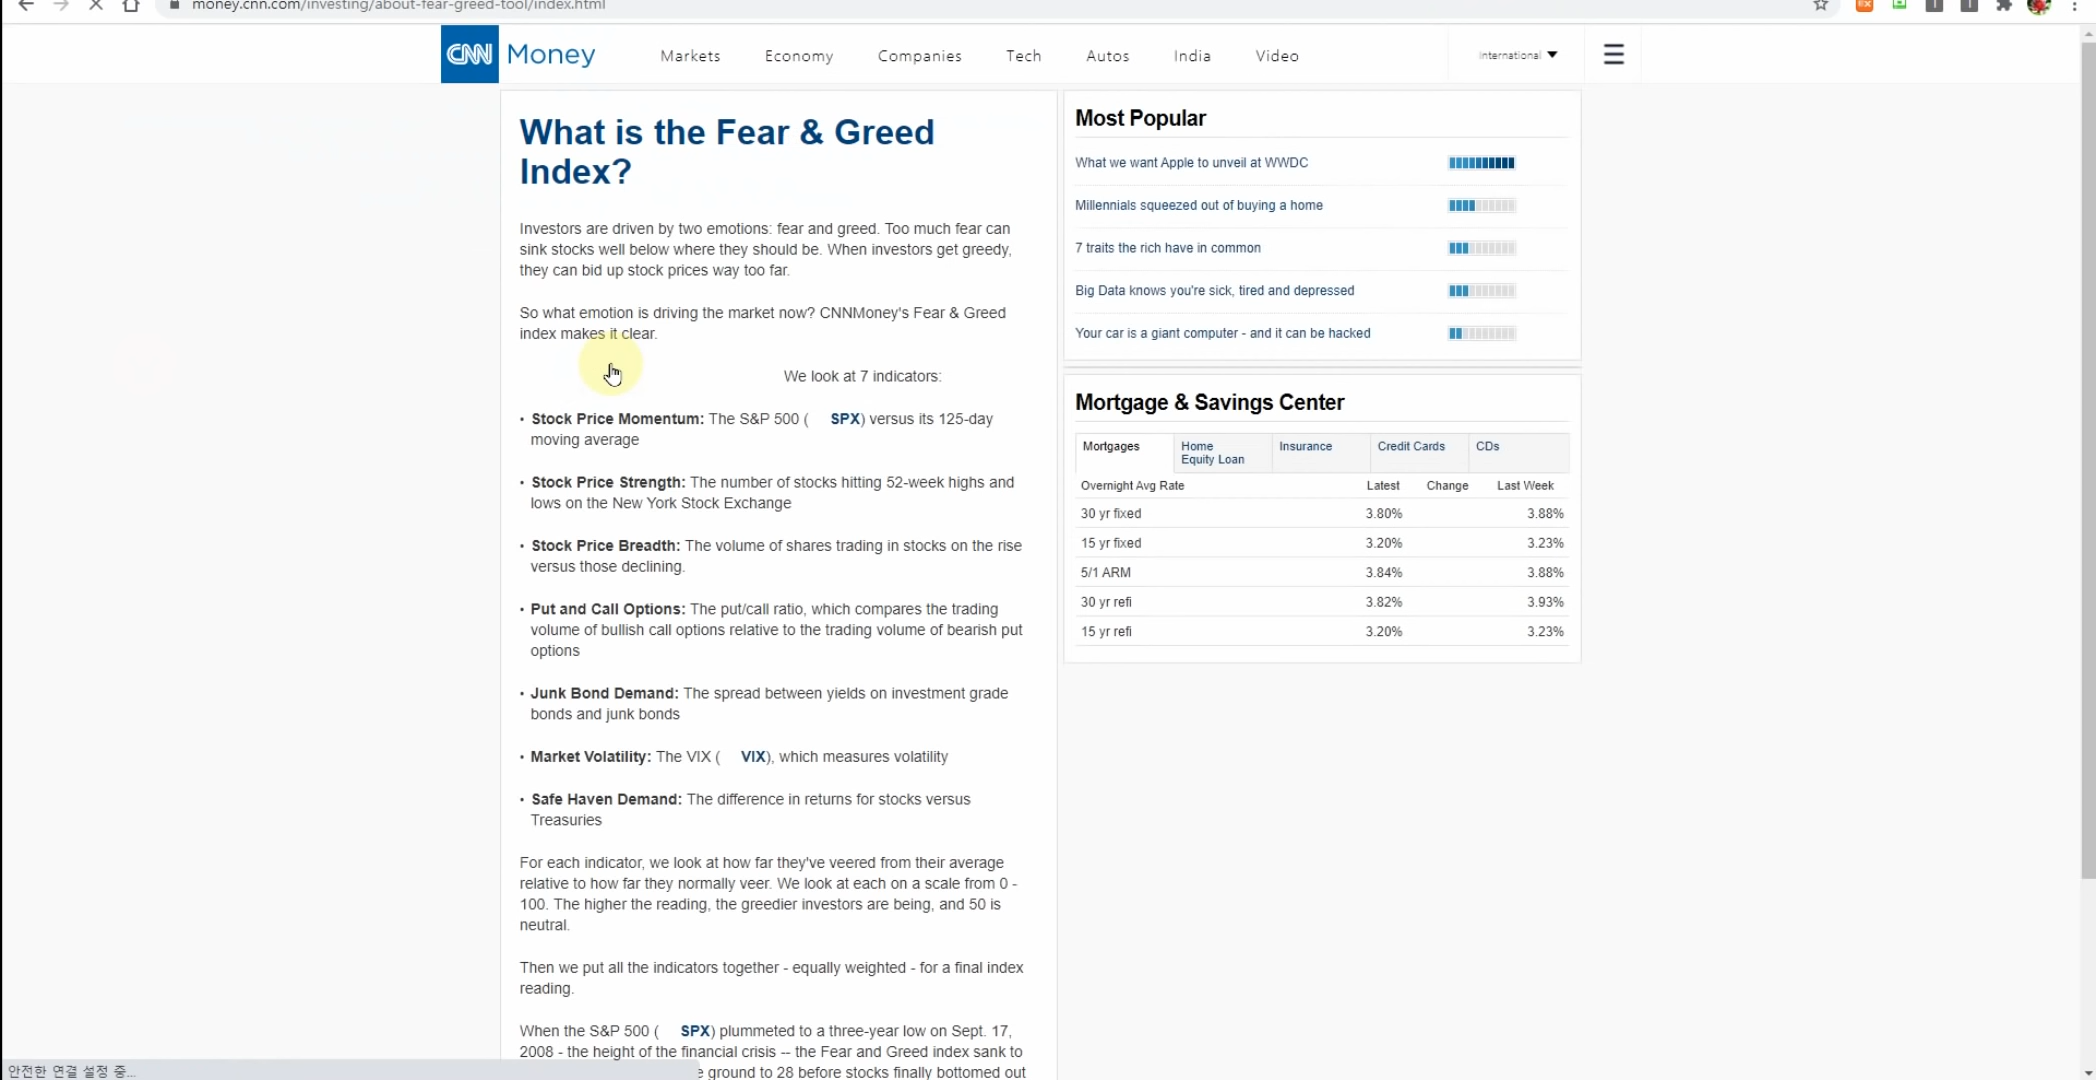 money.cnn.com/investing/about-fear-greed-tool/index.html
CNN Money
Markets Economy Companies Tech Autos India Video
International
What is the Fear & Greed
Index?
Investors are driven by two emotions: fear and greed. Too much fear can
sink stocks well below where they should be. When investors get greedy,
they can bid up stock prices way too far.
So what emotion is driving the market now? CNNMoney's Fear & Greed
index makes it clear.
We look at 7 indicators:
• Stock Price Momentum: The S&P 500 ( SPX) versus its 125-day
moving average
• Stock Price Strength: The number of stocks hitting 52-week highs and
lows on the New York Stock Exchange
• Stock Price Breadth: The volume of shares trading in stocks on the rise
versus those declining.
• Put and Call Options: The put/call ratio, which compares the trading
volume of bullish call options relative to the trading volume of bearish put
options
• Junk Bond Demand: The spread between yields on investment grade
bonds and junk bonds
• Market Volatility: The VIX ( VIX), which measures volatility
• Safe Haven Demand: The difference in returns for stocks versus
Treasuries
For each indicator, we look at how far they've veered from their average
relative to how far they normally veer. We look at each on a scale from 0 -
100. The higher the reading, the greedier investors are being, and 50 is
neutral.
Then we put all the indicators together - equally weighted - for a final index
reading.
When the S&P 500 ( SPX) plummeted to a three-year low on Sept. 17,
2008 - the height of the financial crisis -- the Fear and Greed index sank to
ground to 28 before stocks finally bottomed out
Most Popular
What we want Apple to unveil at WWDC
Millennials squeezed out of buying a home
7 traits the rich have in common
Big Data knows you're sick, tired and depressed
Your car is a giant computer - and it can be hacked
Mortgage & Savings Center
Mortgages Home Insurance Credit Cards CDs
Equity Loan
Overnight Avg Rate Latest Change Last Week
30 yr fixed 3.80% 3.88%
15 yr fixed 3.20% 3.23%
5/1 ARM 3.84% 3.88%
30 yr refi 3.82% 3.93%
15 yr refi 3.20% 3.23%
안전한 연결 설정 중...